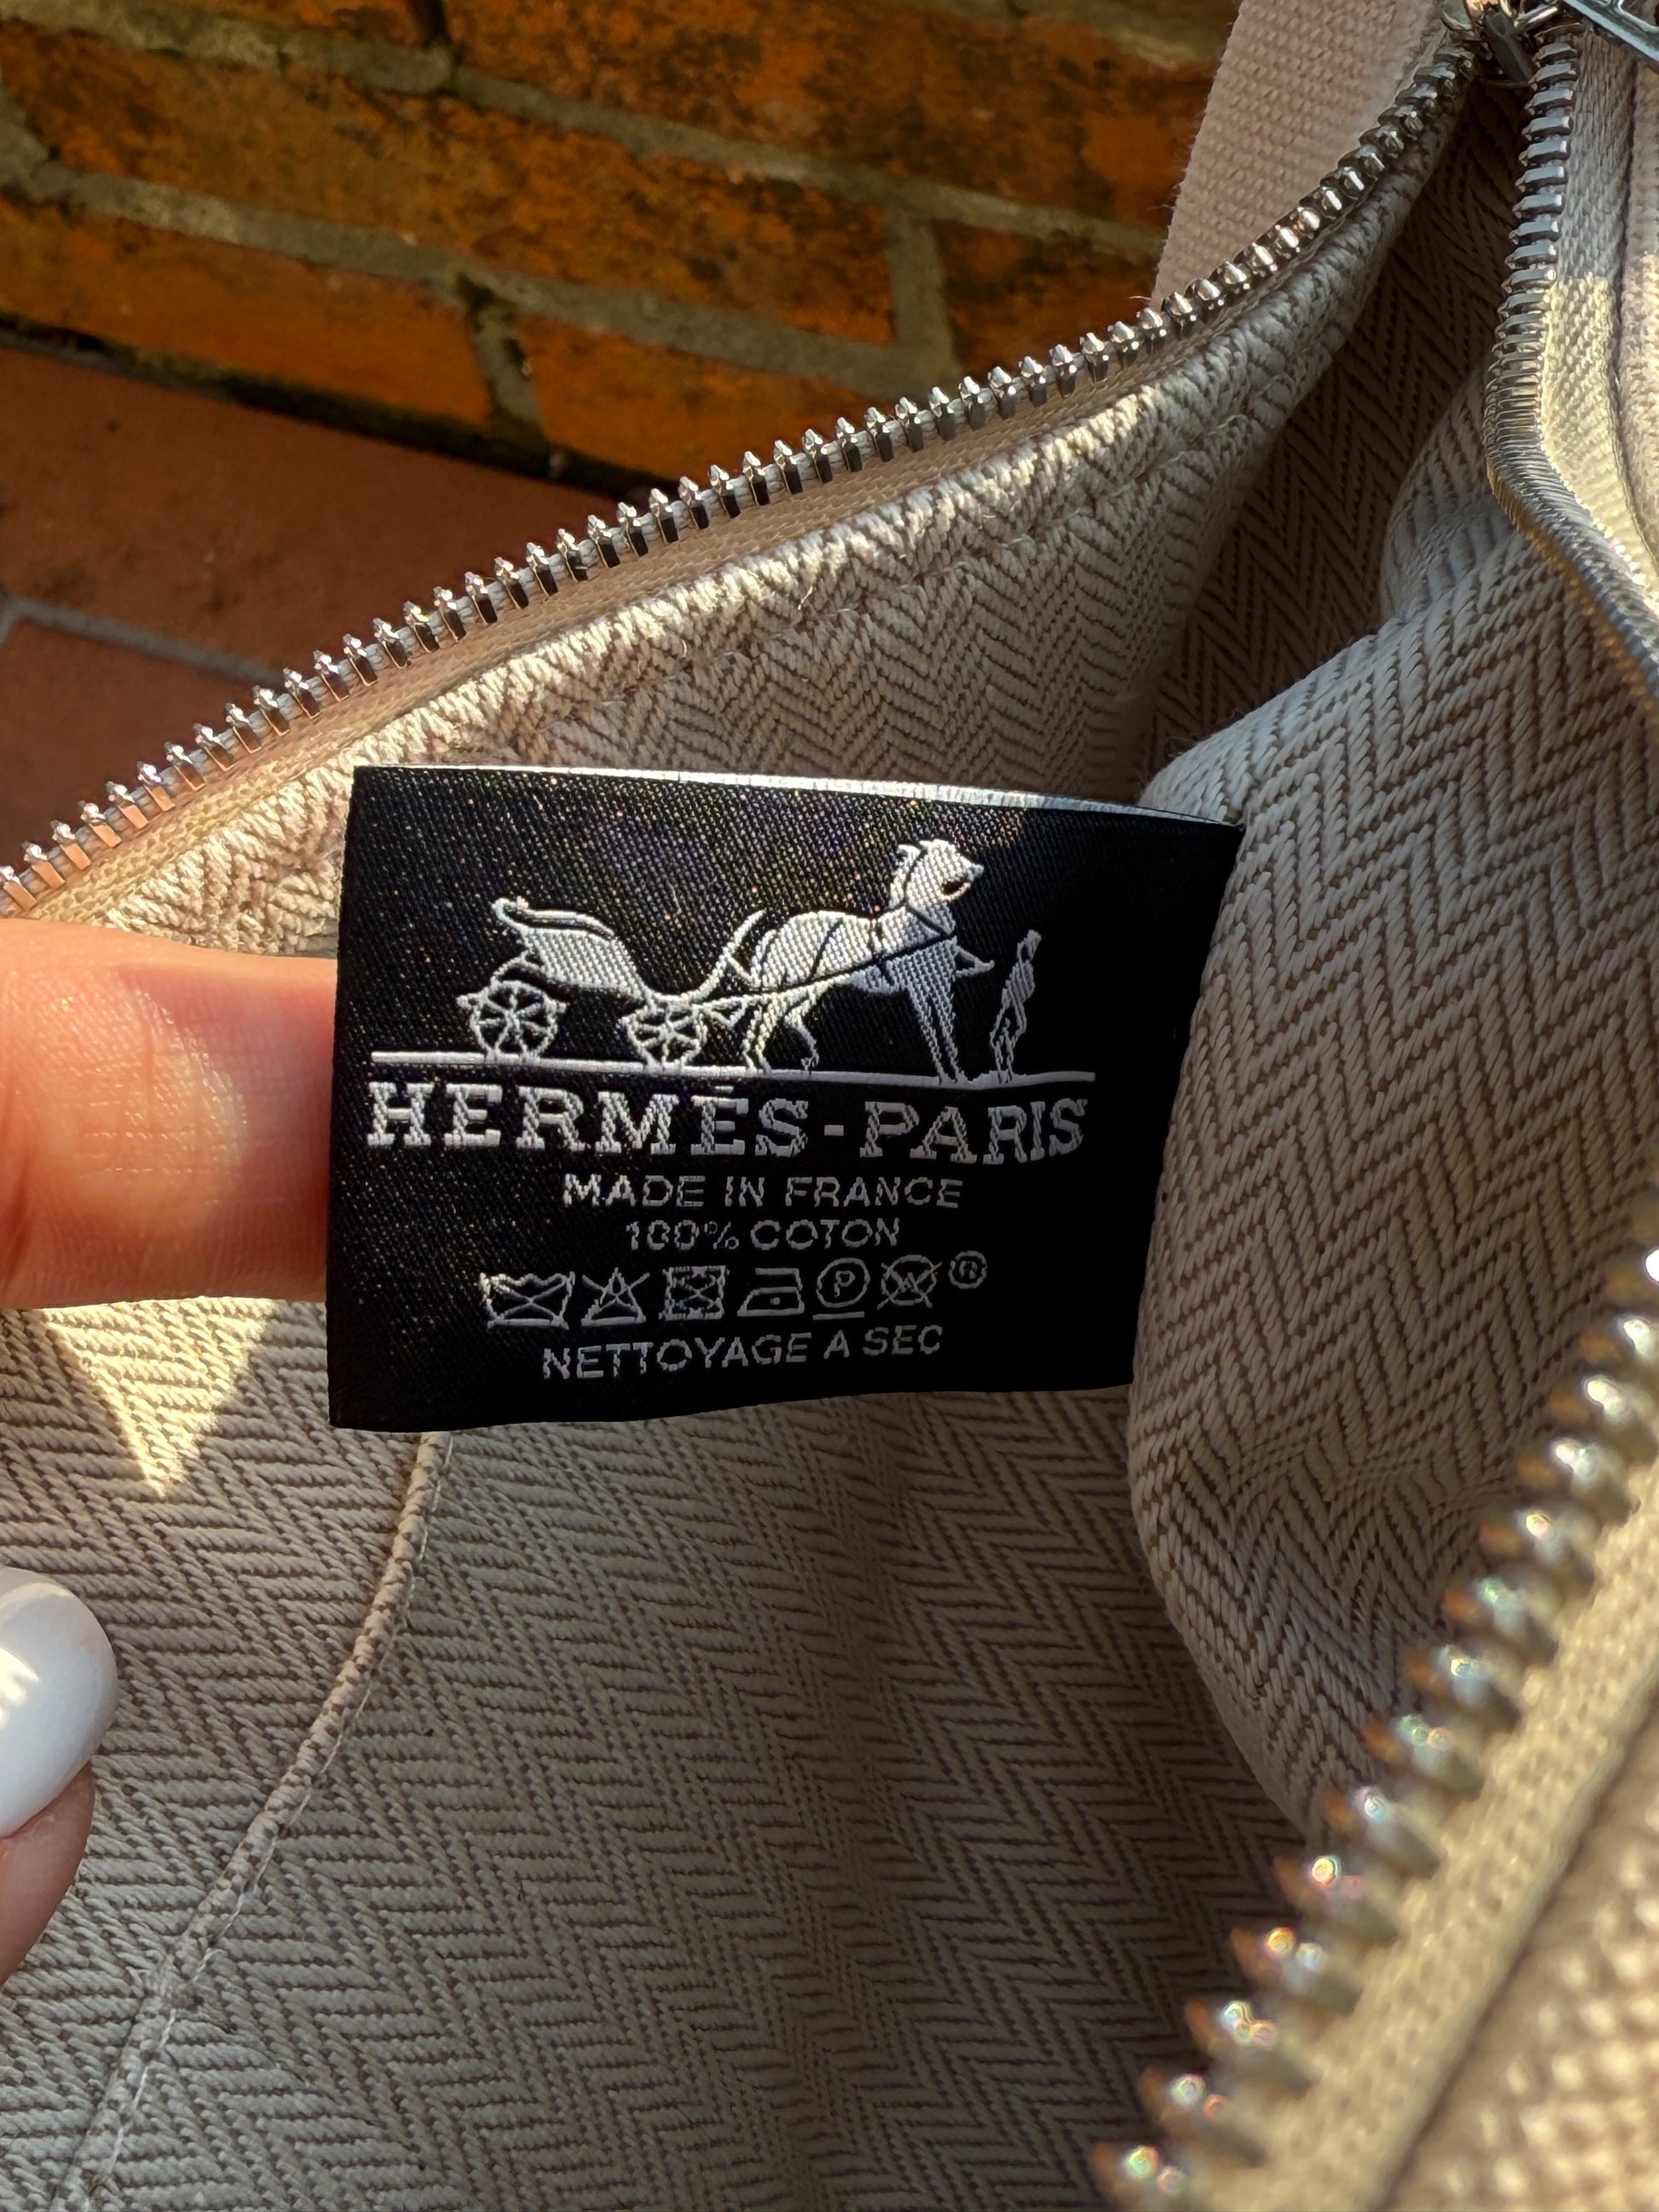 HERMÈS-PARIS
MADE IN FRANCE
100% COTON
P W ®
NETTOYAGE A SEC